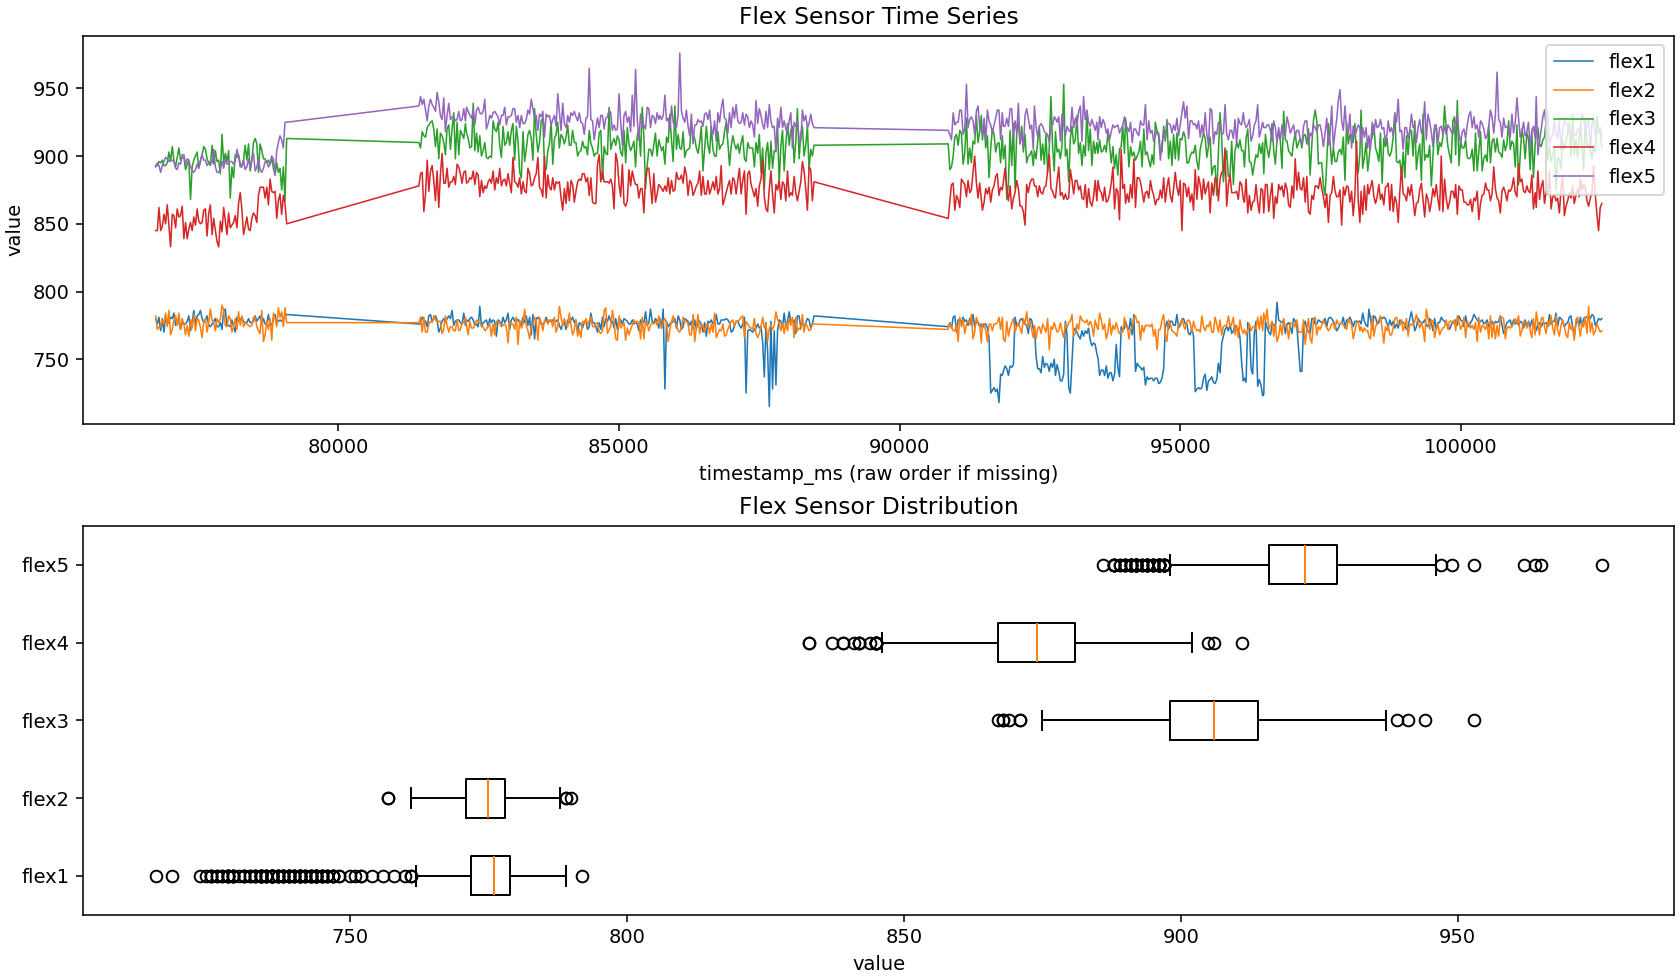 Flex Sensor Time Series
value
950
900
850
800
750
flex1
flex2
flex3
flex4
flex5
80000 85000 90000 95000 100000
timestamp_ms (raw order if missing)
Flex Sensor Distribution
flex5
flex4
flex3
flex2
flex1
750 800 850 900 950
value